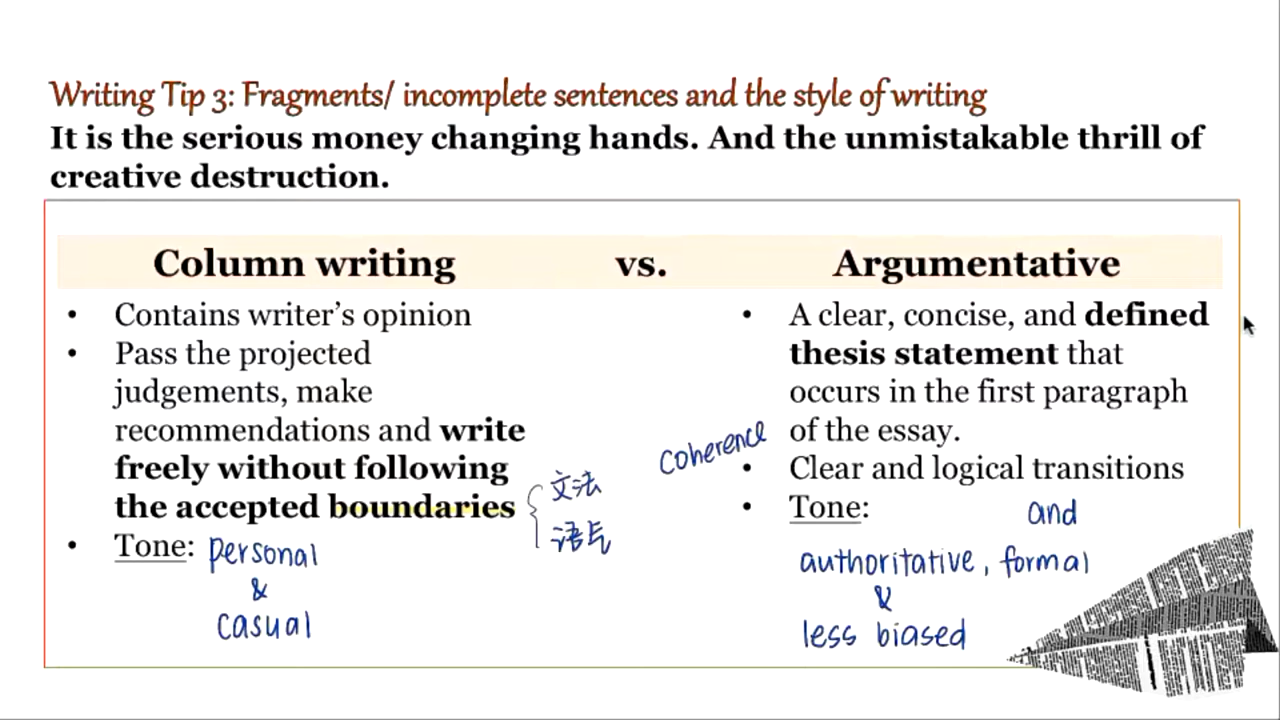 Writing Tip 3: Fragments/ incomplete sentences and the style of writing
It is the serious money changing hands. And the unmistakable thrill of
creative destruction.
Column writing vs. Argumentative
• Contains writer's opinion
• Pass the projected
judgements, make
recommendations and write
freely without following
the accepted boundaries
文法
语气
• Tone: personal
&
casual
• A clear, concise, and defined
thesis statement that
occurs in the first paragraph
of the essay.
coherence
• Clear and logical transitions
• Tone:
and
authoritative, formal
&
less biased